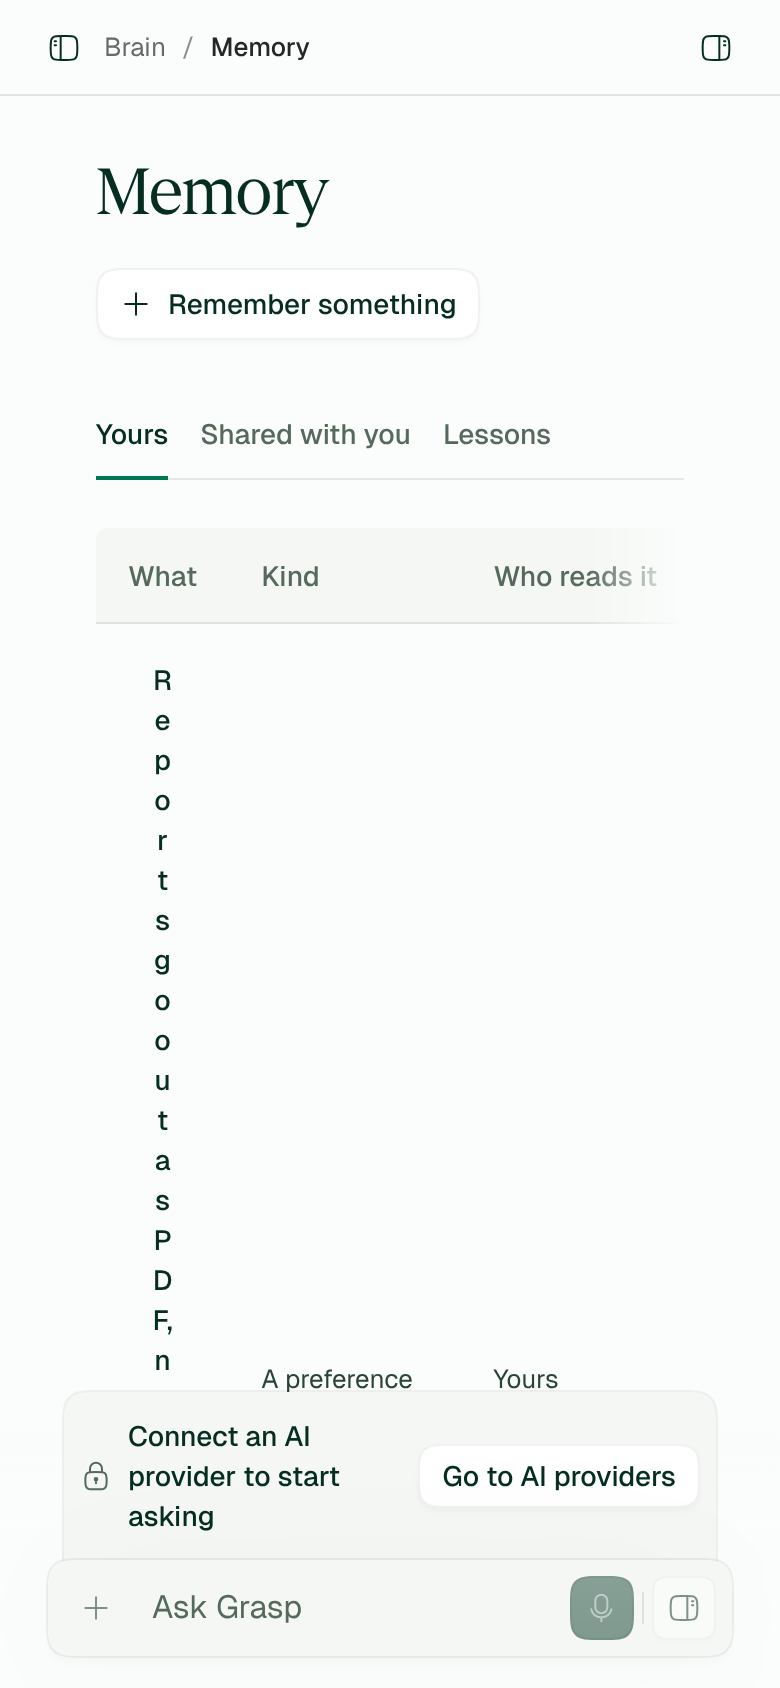 Brain / Memory
Memory
Remember something
Yours Shared with you Lessons
What Kind Who reads it
R
e
p
o
r
t
s
g
o
o
u
t
a
s
P
D
F,
n
A preference Yours
Connect an AI
provider to start
asking
Go to AI providers
Ask Grasp